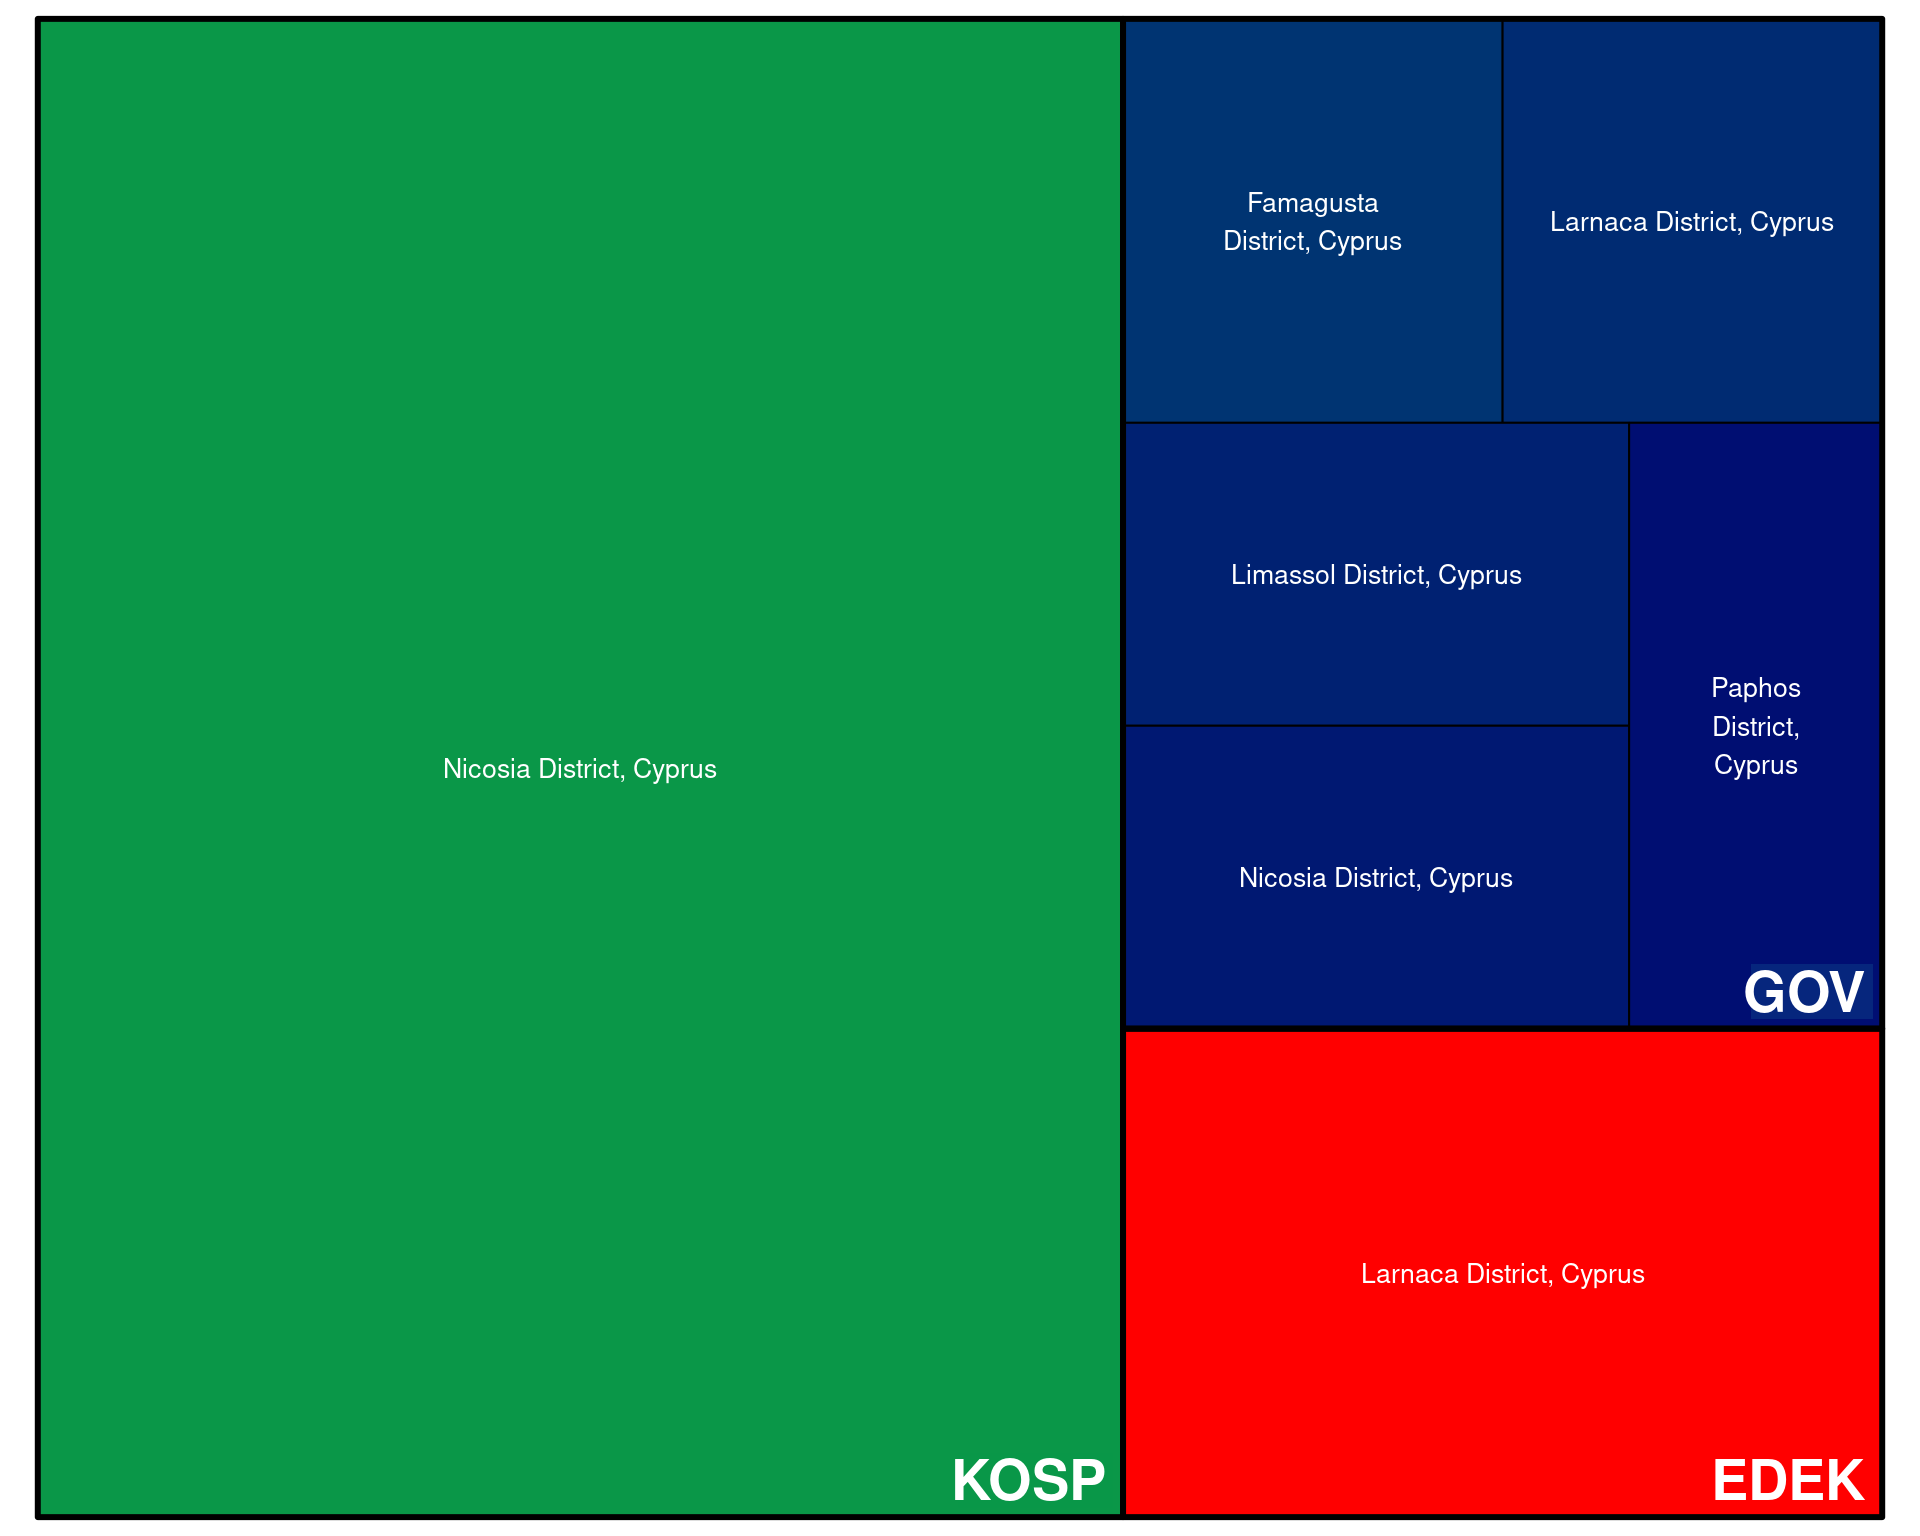 Nicosia District, Cyprus
KOSP
Famagusta
District, Cyprus
Larnaca District, Cyprus
Limassol District, Cyprus
Nicosia District, Cyprus
Paphos
District,
Cyprus
GOV
Larnaca District, Cyprus
EDEK